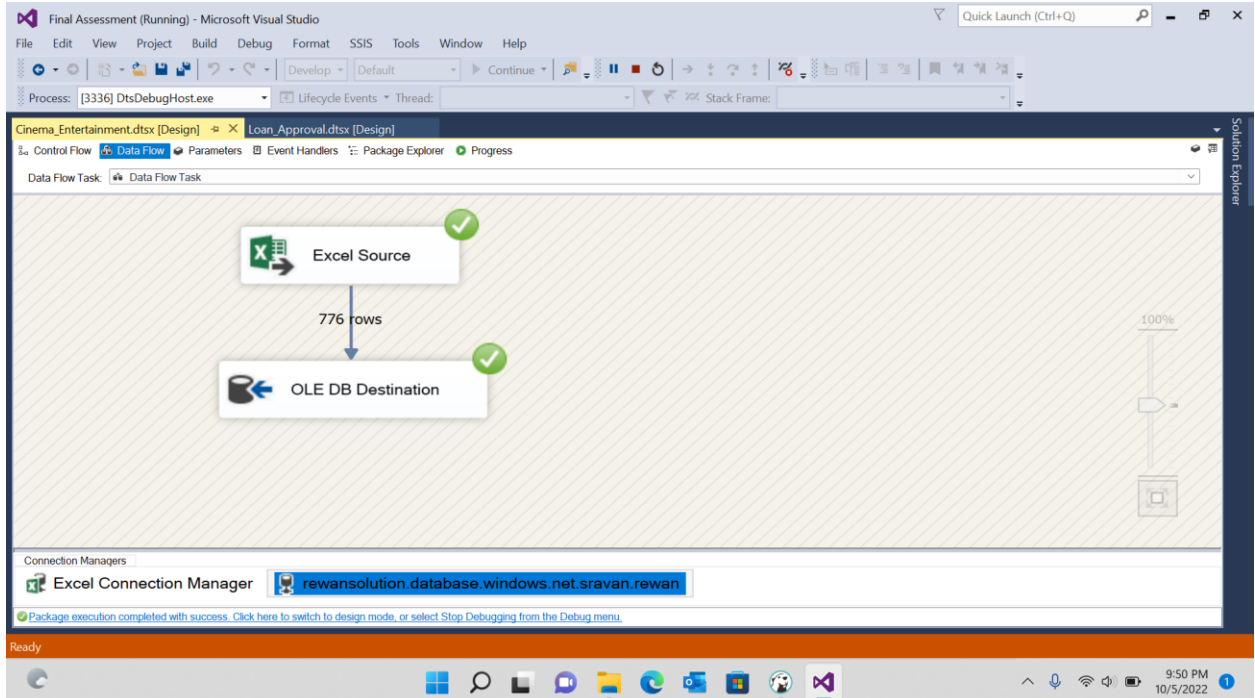 Final Assessment (Running) - Microsoft Visual Studio
Quick Launch (Ctrl+Q)
File Edit View Project Build Debug Format SSIS Tools Window Help
Develop Default Continue
Process: [3336] DtsDebugHost.exe Lifecycle Events Thread: Stack Frame:
Cinema_Entertainment.dtsx [Design] Loan_Approval.dtsx [Design]
Solution Explorer
Control Flow Data Flow Parameters Event Handlers Package Explorer Progress
Data Flow Task: Data Flow Task
Excel Source
776 rows
100%
OLE DB Destination
Connection Managers
Excel Connection Manager rewansolution.database.windows.net.sravan.rewan
Package execution completed with success. Click here to switch to design mode, or select Stop Debugging from the Debug menu.
Ready
9:50 PM
10/5/2022
1